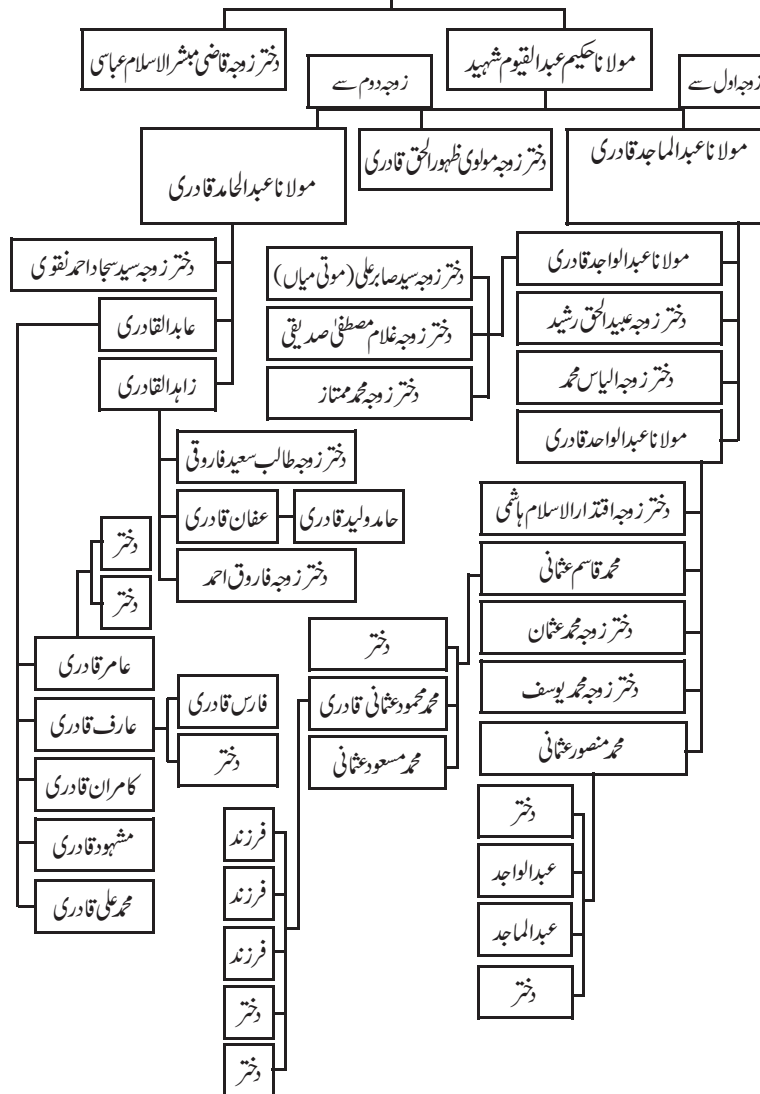 مولانا حکیم عبدالقیوم شہید
دختر زوجہ قاضی مبشر الاسلام عباسی
زوجہ اول سے
زوجہ دوم سے
مولانا عبدالماجد قادری
دختر زوجہ مولوی ظہور الحق قادری
مولانا عبدالحامد قادری
مولانا عبدالواجد قادری
دختر زوجہ سید صابر علی (موتی میاں)
دختر زوجہ سید سجاد احمد نقوی
دختر زوجہ عبید الحق رشید
دختر زوجہ غلام مصطفیٰ صدیقی
عابد القادری
دختر زوجہ الیاس محمد
دختر زوجہ محمد ممتاز
زاہد القادری
مولانا عبدالواحد قادری
دختر زوجہ طالب سعید فاروقی
دختر زوجہ اقتدار الاسلام ہاشمی
حامد ولید قادری
عفان قادری
دختر
محمد قاسم عثمانی
دختر زوجہ فاروق احمد
دختر
دختر زوجہ محمد عثمان
دختر
عامر قادری
دختر زوجہ محمد یوسف
محمد محمود عثمانی قادری
فارس قادری
عارف قادری
محمد منصور عثمانی
محمد مسعود عثمانی
دختر
کامران قادری
دختر
فرزند
مشہود قادری
عبدالواجد
فرزند
محمد علی قادری
عبدالماجد
فرزند
دختر
دختر
دختر